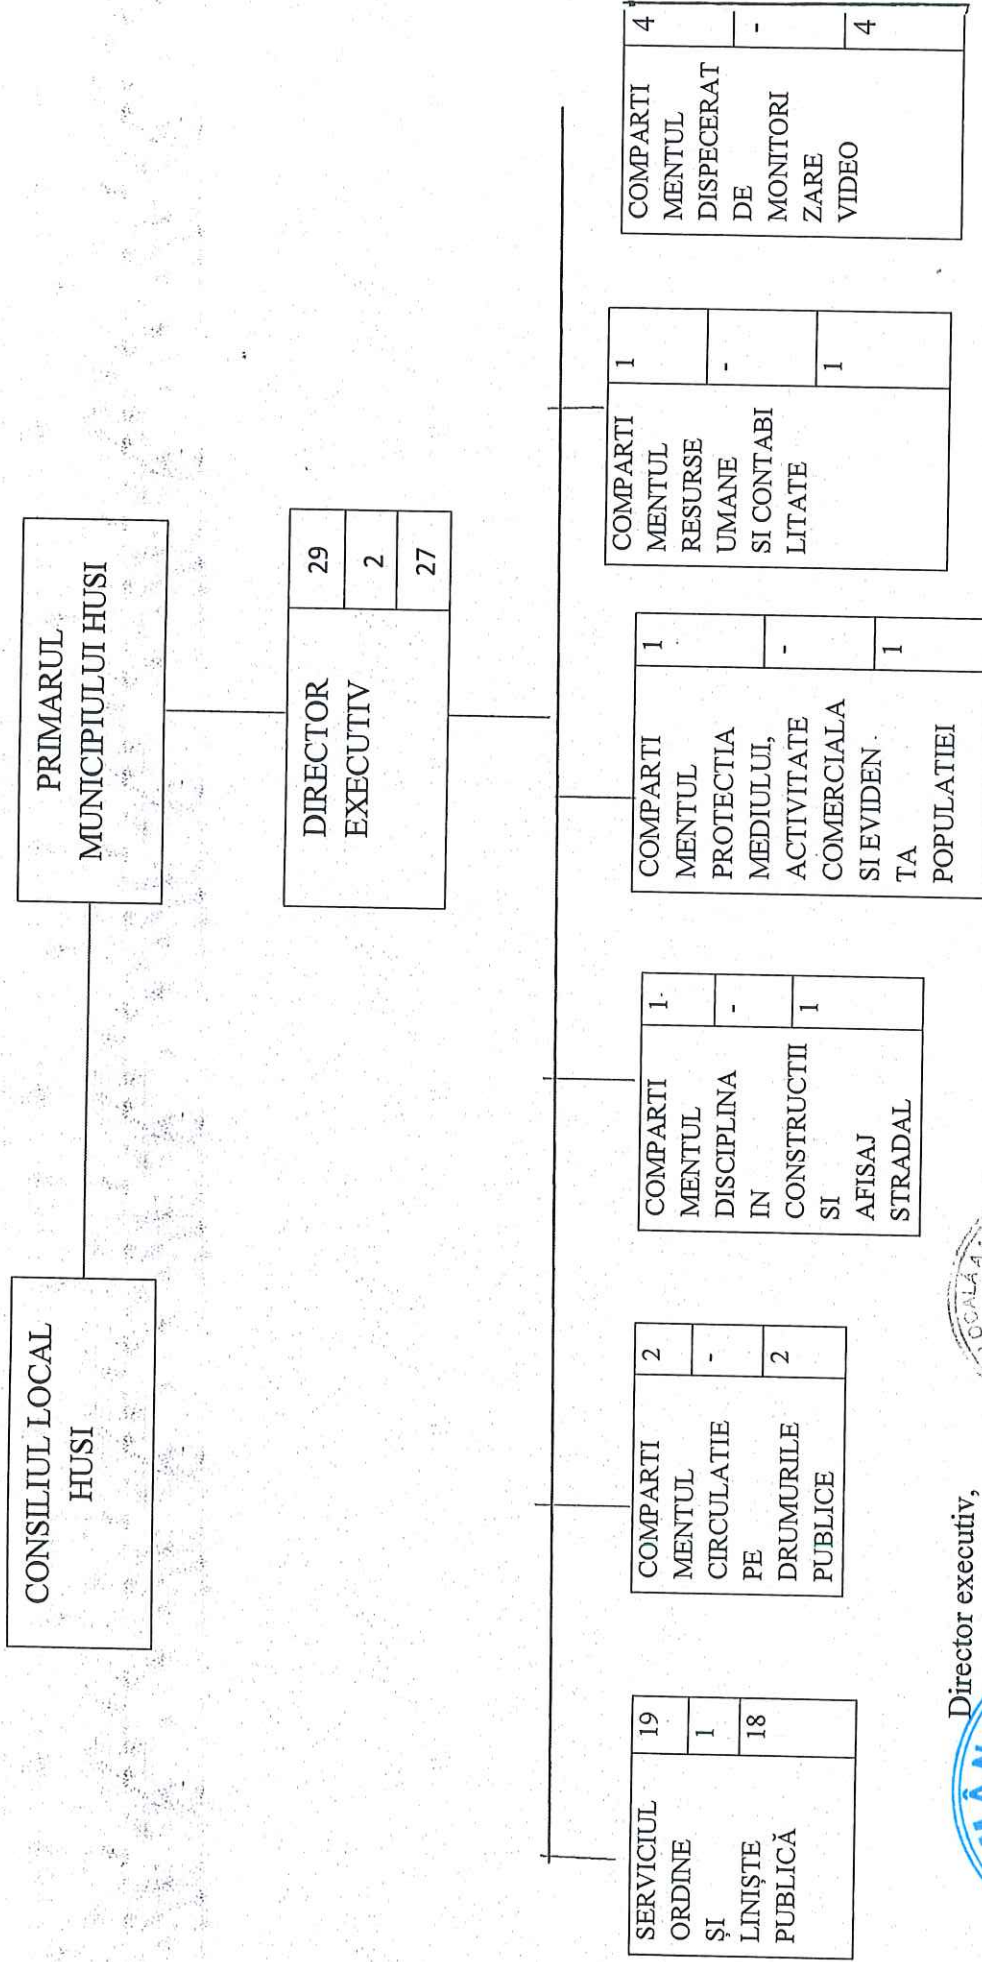 CONSILIUL LOCAL
HUSI
PRIMARUL
MUNICIPIULUI HUSI
DIRECTOR
EXECUTIV
29
2
27
SERVICIUL
ORDINE
ȘI
LINIȘTE
PUBLICĂ
19
1
18
COMPARTI
MENTUL
CIRCULATIE
PE
DRUMURILE
PUBLICE
2
-
2
COMPARTI
MENTUL
DISCIPLINA
IN
CONSTRUCTII
SI
AFISAJ
STRADAL
1
-
1
COMPARTI
MENTUL
PROTECTIA
MEDIULUI,
ACTIVITATE
COMERCIALA
SI EVIDEN
TA
POPULATIEI
1
-
1
COMPARTI
MENTUL
RESURSE
UMANE
SI CONTABI
LITATE
1
-
1
COMPARTI
MENTUL
DISPECERAT
DE
MONITORI
ZARE
VIDEO
4
-
4
Director executiv,